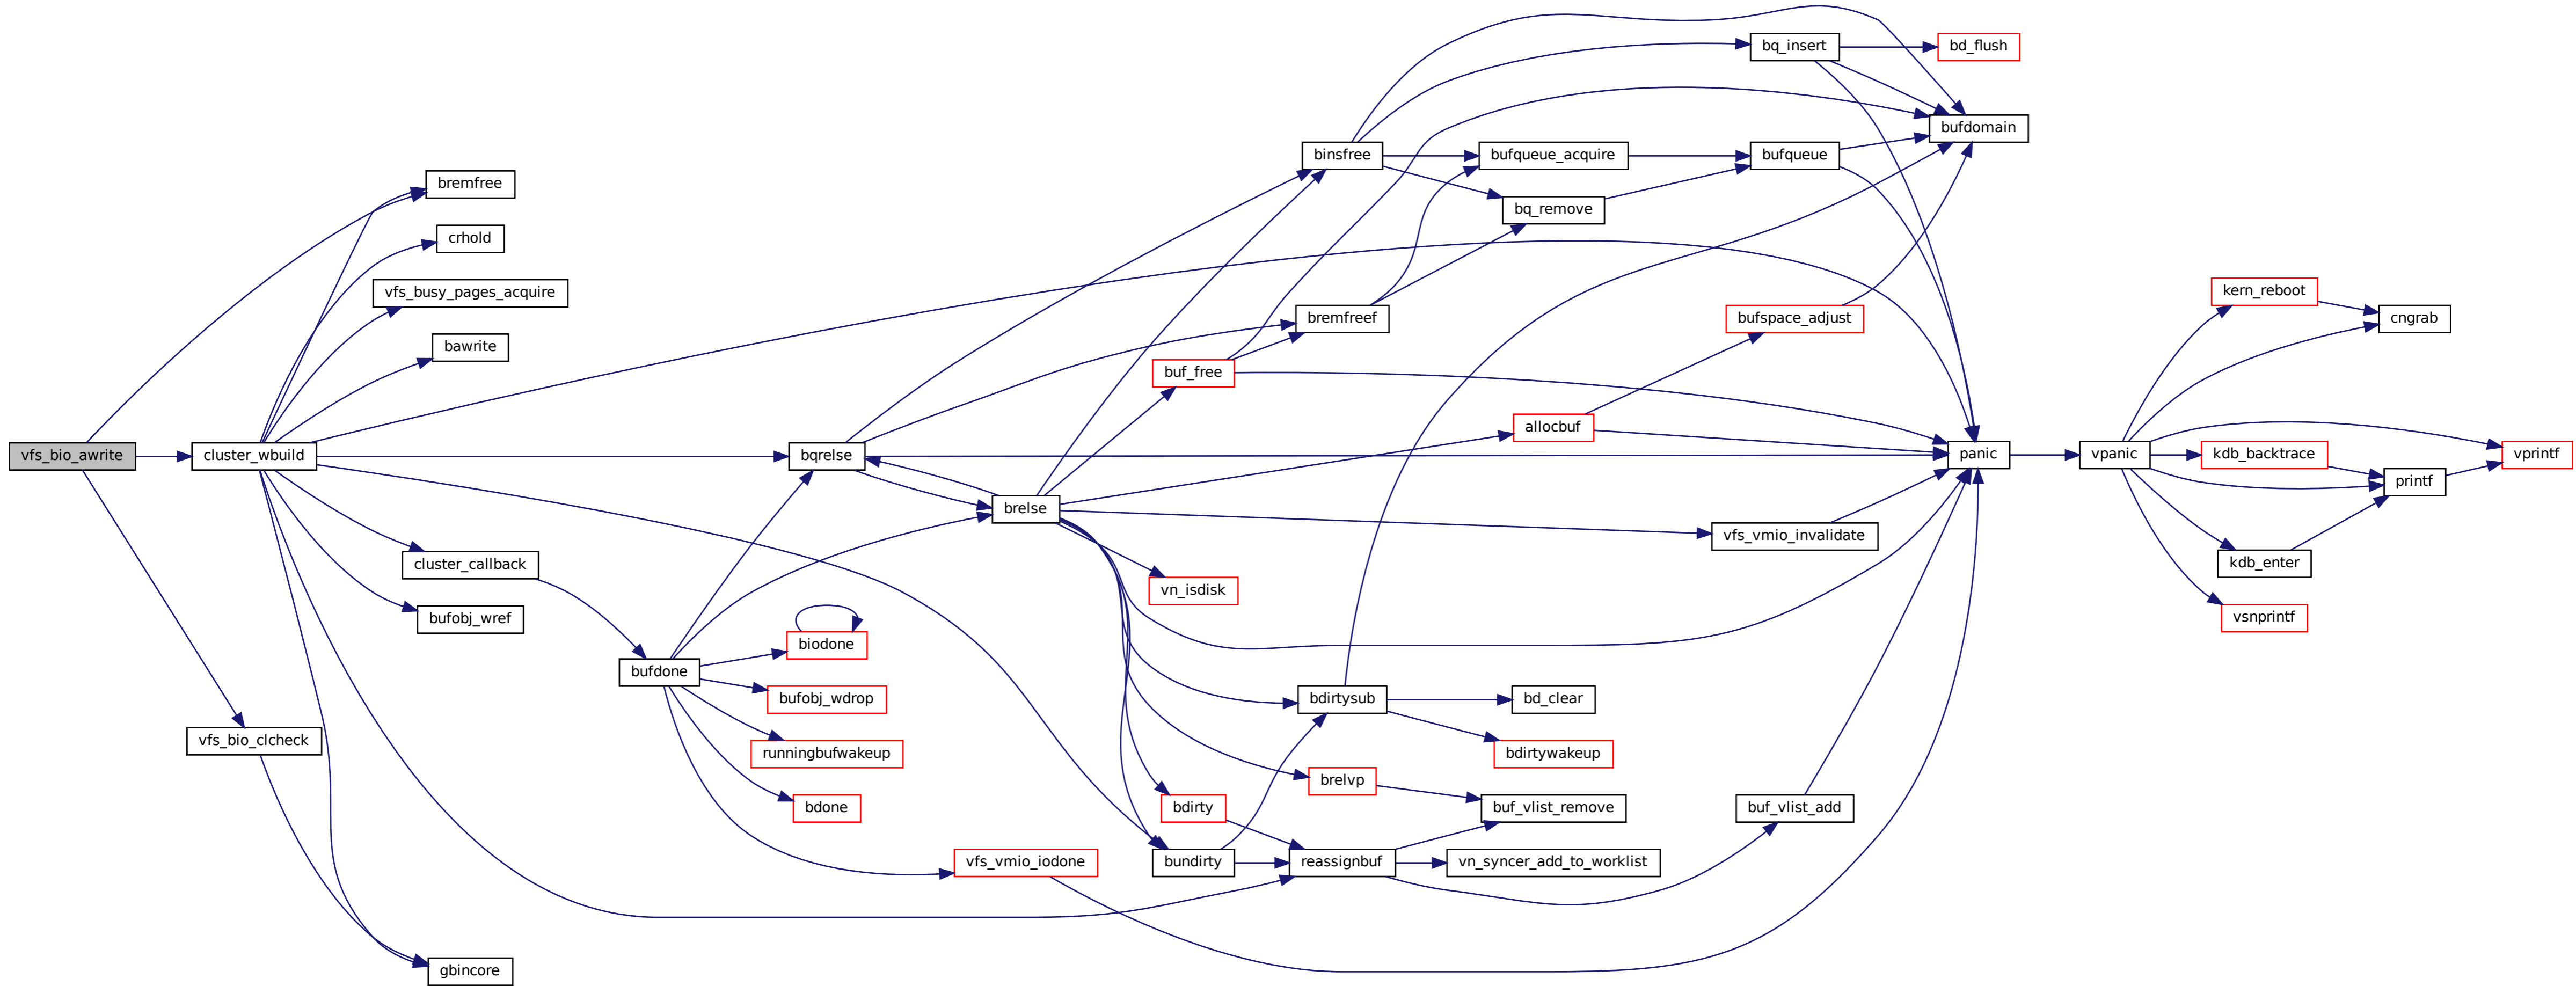 vfs_bio_awrite
cluster_wbuild
vfs_bio_clcheck
bremfree
crhold
vfs_busy_pages_acquire
bawrite
cluster_callback
bufobj_wref
gbincore
bufdone
bqrelse
biodone
bufobj_wdrop
runningbufwakeup
bdone
vfs_vmio_iodone
brelse
buf_free
vn_isdisk
bdirty
bundirty
binsfree
bremfreef
bdirtysub
brelvp
reassignbuf
bufqueue_acquire
bq_remove
allocbuf
bd_clear
bdirtywakeup
buf_vlist_remove
vn_syncer_add_to_worklist
bq_insert
bufqueue
bufspace_adjust
vfs_vmio_invalidate
buf_vlist_add
bd_flush
bufdomain
panic
vpanic
kern_reboot
kdb_backtrace
kdb_enter
vsnprintf
cngrab
printf
vprintf